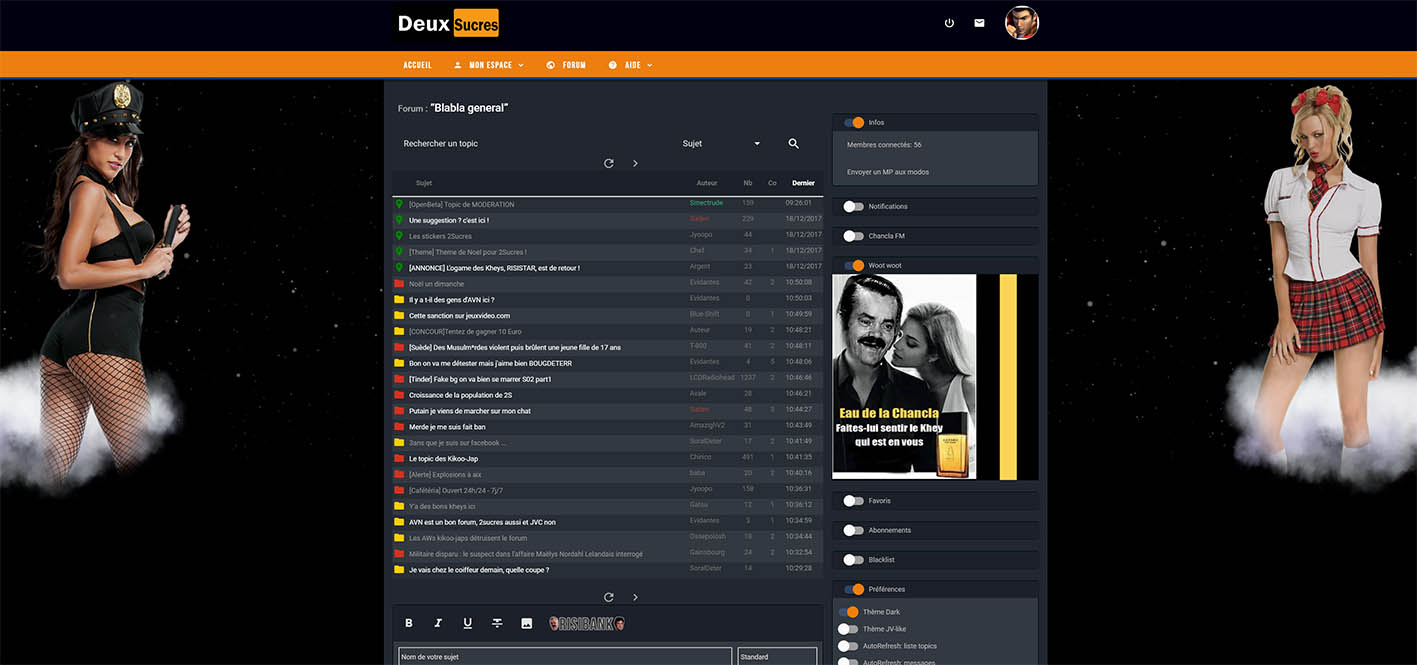 Deux Sucres
ACCUEIL MON ESPACE FORUM AIDE
Forum : "Blabla general"
Rechercher un topic Sujet
Sujet Auteur Nb Co Dernier
[OpenBeta] Topic de MODERATION Smectrude 159 09:26:01
Une suggestion ? c'est ici ! 229 18/12/2017
Les stickers 2Sucres Jyoopo 44 18/12/2017
[Theme] Theme de Noel pour 2Sucres ! Chef 34 1 18/12/2017
[ANNONCE] L'ogame des Kheys, RISISTAR, est de retour ! Argent 23 18/12/2017
Noël un dimanche Evidantes 42 2 10:50:08
Il y a t-il des gens d'AVN ici ? Evidantes 0 10:50:03
Cette sanction sur jeuxvideo.com Blue-Shift 0 1 10:49:59
[CONCOUR]Tentez de gagner 10 Euro Auteur 19 2 10:48:21
[Suède] Des Musulm*rdes violent puis brûlent une jeune fille de 17 ans T-800 41 2 10:48:11
Bon on va me détester mais j'aime bien BOUGDETERR Evidantes 4 5 10:48:06
[Tinder] Fake bg on va bien se marrer S02 part1 LCDRadiohead 1237 2 10:46:46
Croissance de la population de 2S Axale 28 10:46:21
Putain je viens de marcher sur mon chat 48 3 10:44:27
Merde je me suis fait ban AmazighV2 31 10:43:49
3ans que je suis sur facebook ... SoralDeter 17 2 10:41:49
Le topic des Kikoo-Jap Chirico 491 1 10:41:35
[Alerte] Explosions à aix baba 20 2 10:40:16
[Cafétéria] Ouvert 24h/24 - 7j/7 Jyoopo 158 10:36:31
Y'a des bons kheys ici Gatsu 12 1 10:36:12
AVN est un bon forum, 2sucres aussi et JVC non Evidantes 3 1 10:34:59
Les AWs kikoo-japs détruisent le forum Ossepolosh 18 2 10:34:44
Militaire disparu : le suspect dans l'affaire Maëlys Nordahl Lelandais interrogé Gainsbourg 24 2 10:32:54
Je vais chez le coiffeur demain, quelle coupe ? SoralDeter 14 10:29:28
B I U RISIBANK
Nom de votre sujet Standard
Infos
Membres connectés: 56
Envoyer un MP aux modos
Notifications
Chancla FM
Woot woot
Eau de la Chancla
Faites-lui sentir le Khey
qui est en vous
Favoris
Abonnements
Blacklist
Préférences
Thème Dark
Thème JV-like
AutoRefresh: liste topics
AutoRefresh: messages